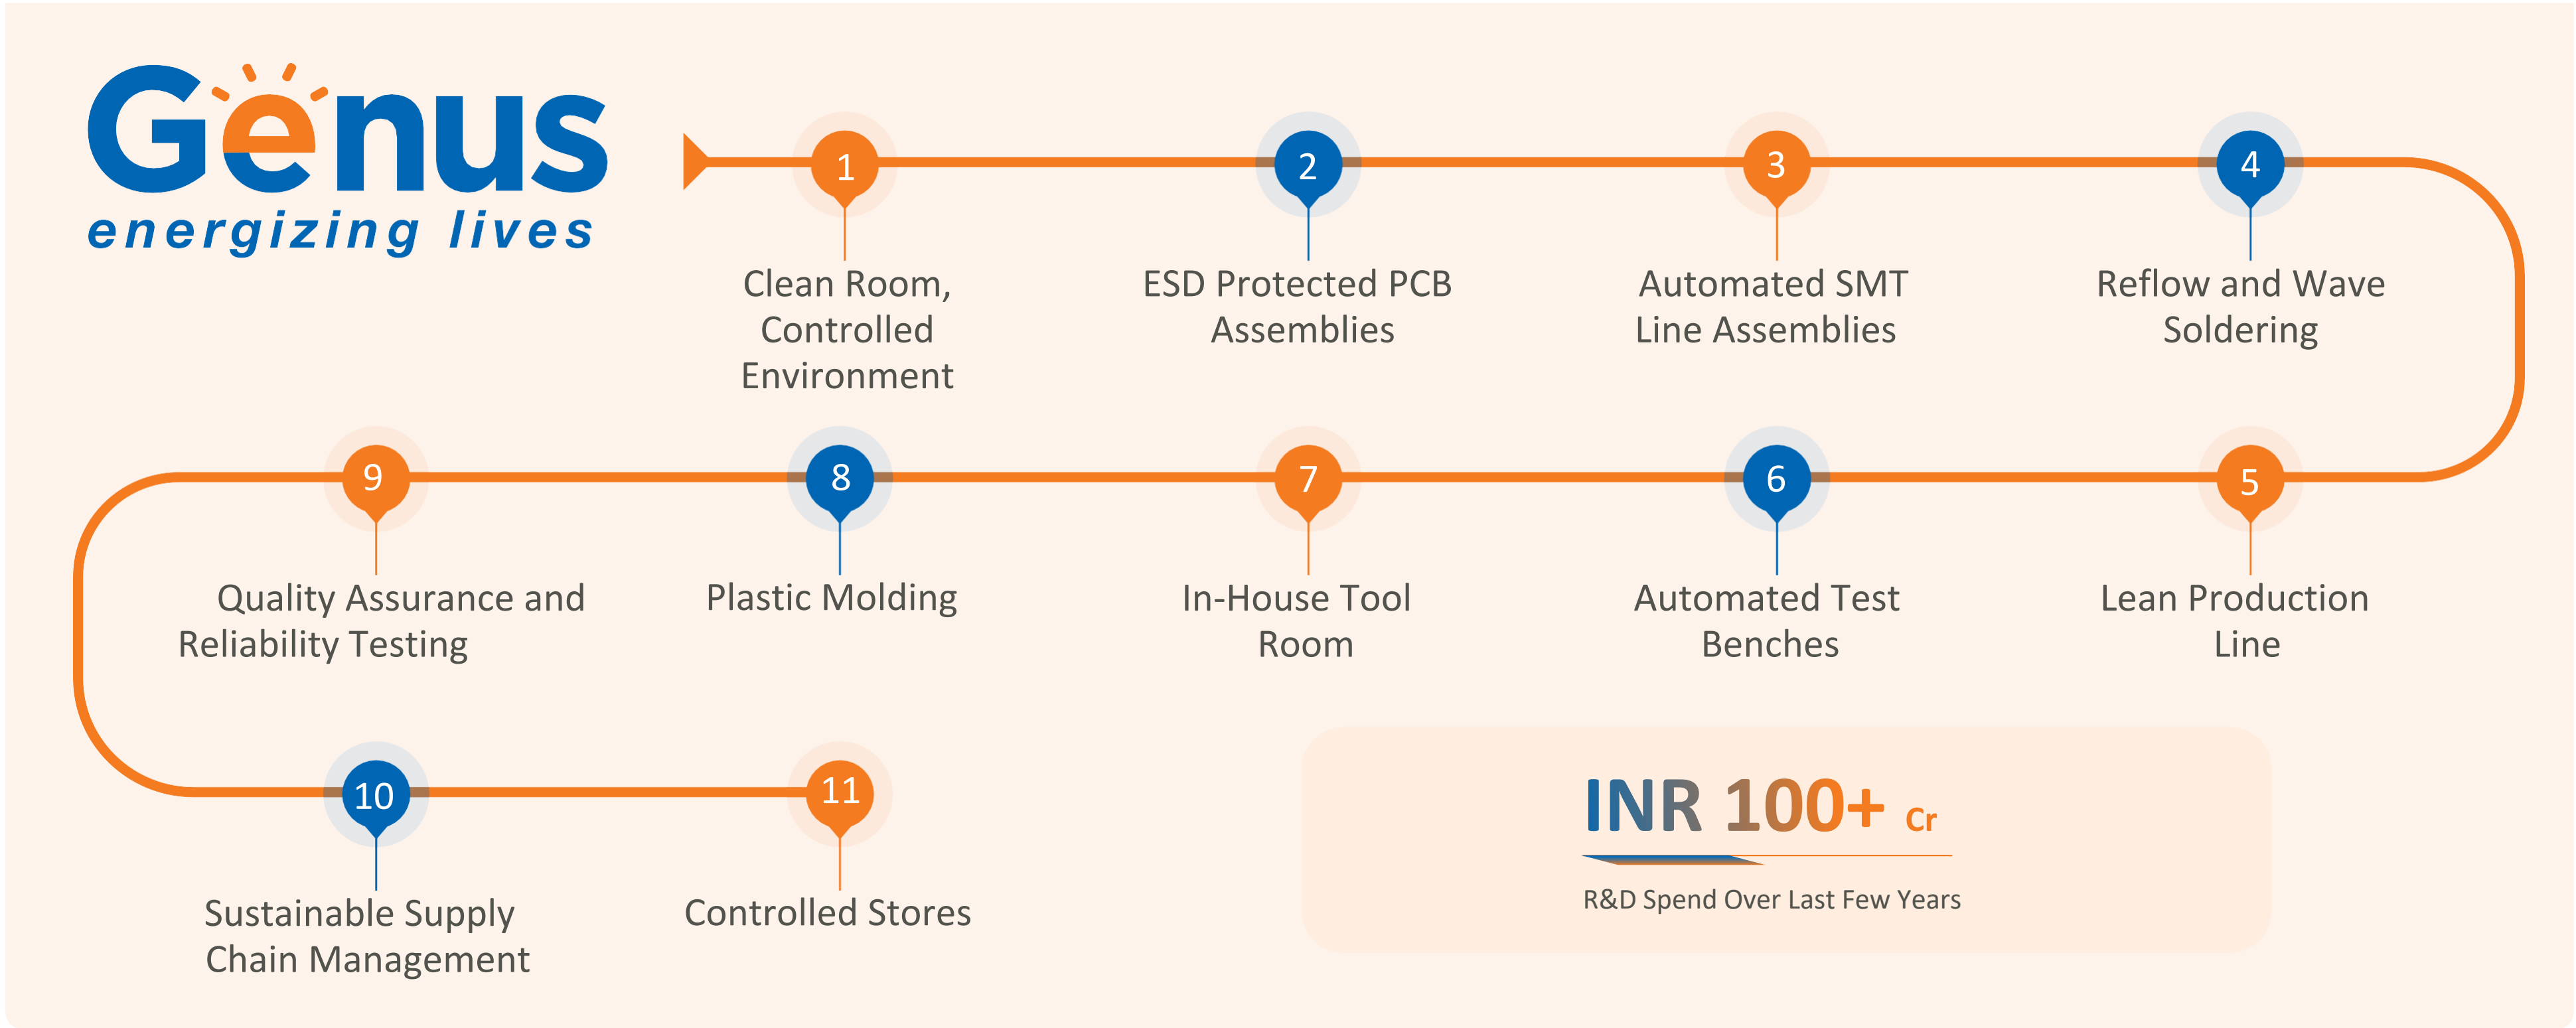 Genus
energizing lives
1
Clean Room,
Controlled
Environment
2
ESD Protected PCB
Assemblies
3
Automated SMT
Line Assemblies
4
Reflow and Wave
Soldering
5
Lean Production
Line
6
Automated Test
Benches
7
In-House Tool
Room
8
Plastic Molding
9
Quality Assurance and
Reliability Testing
10
Sustainable Supply
Chain Management
11
Controlled Stores
INR 100+ Cr
R&D Spend Over Last Few Years